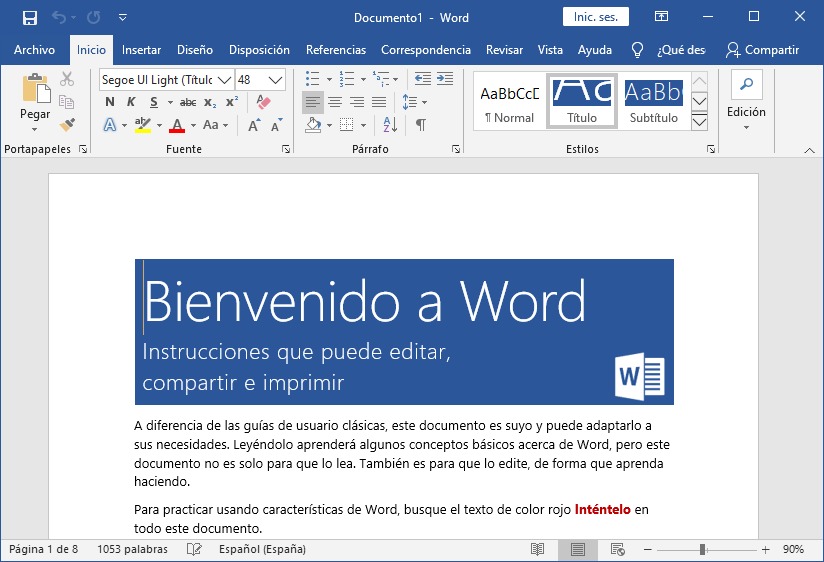 Documento1 - Word
Inic. ses.
Archivo Inicio Insertar Diseño Disposición Referencias Correspondencia Revisar Vista Ayuda ¿Qué des Compartir
Segoe UI Light (Títulc 48
Pegar
N K S abc x₂ x²
A aby A Aa A A
AaBbCcD AaC AaBb
¶ Normal Título Subtítulo
Edición
Portapapeles Fuente Párrafo Estilos
Bienvenido a Word
Instrucciones que puede editar,
compartir e imprimir
W
A diferencia de las guías de usuario clásicas, este documento es suyo y puede adaptarlo a
sus necesidades. Leyéndolo aprenderá algunos conceptos básicos acerca de Word, pero este
documento no es solo para que lo lea. También es para que lo edite, de forma que aprenda
haciendo.
Para practicar usando características de Word, busque el texto de color rojo Inténtelo en
todo este documento.
Página 1 de 8 1053 palabras Español (España) 90%